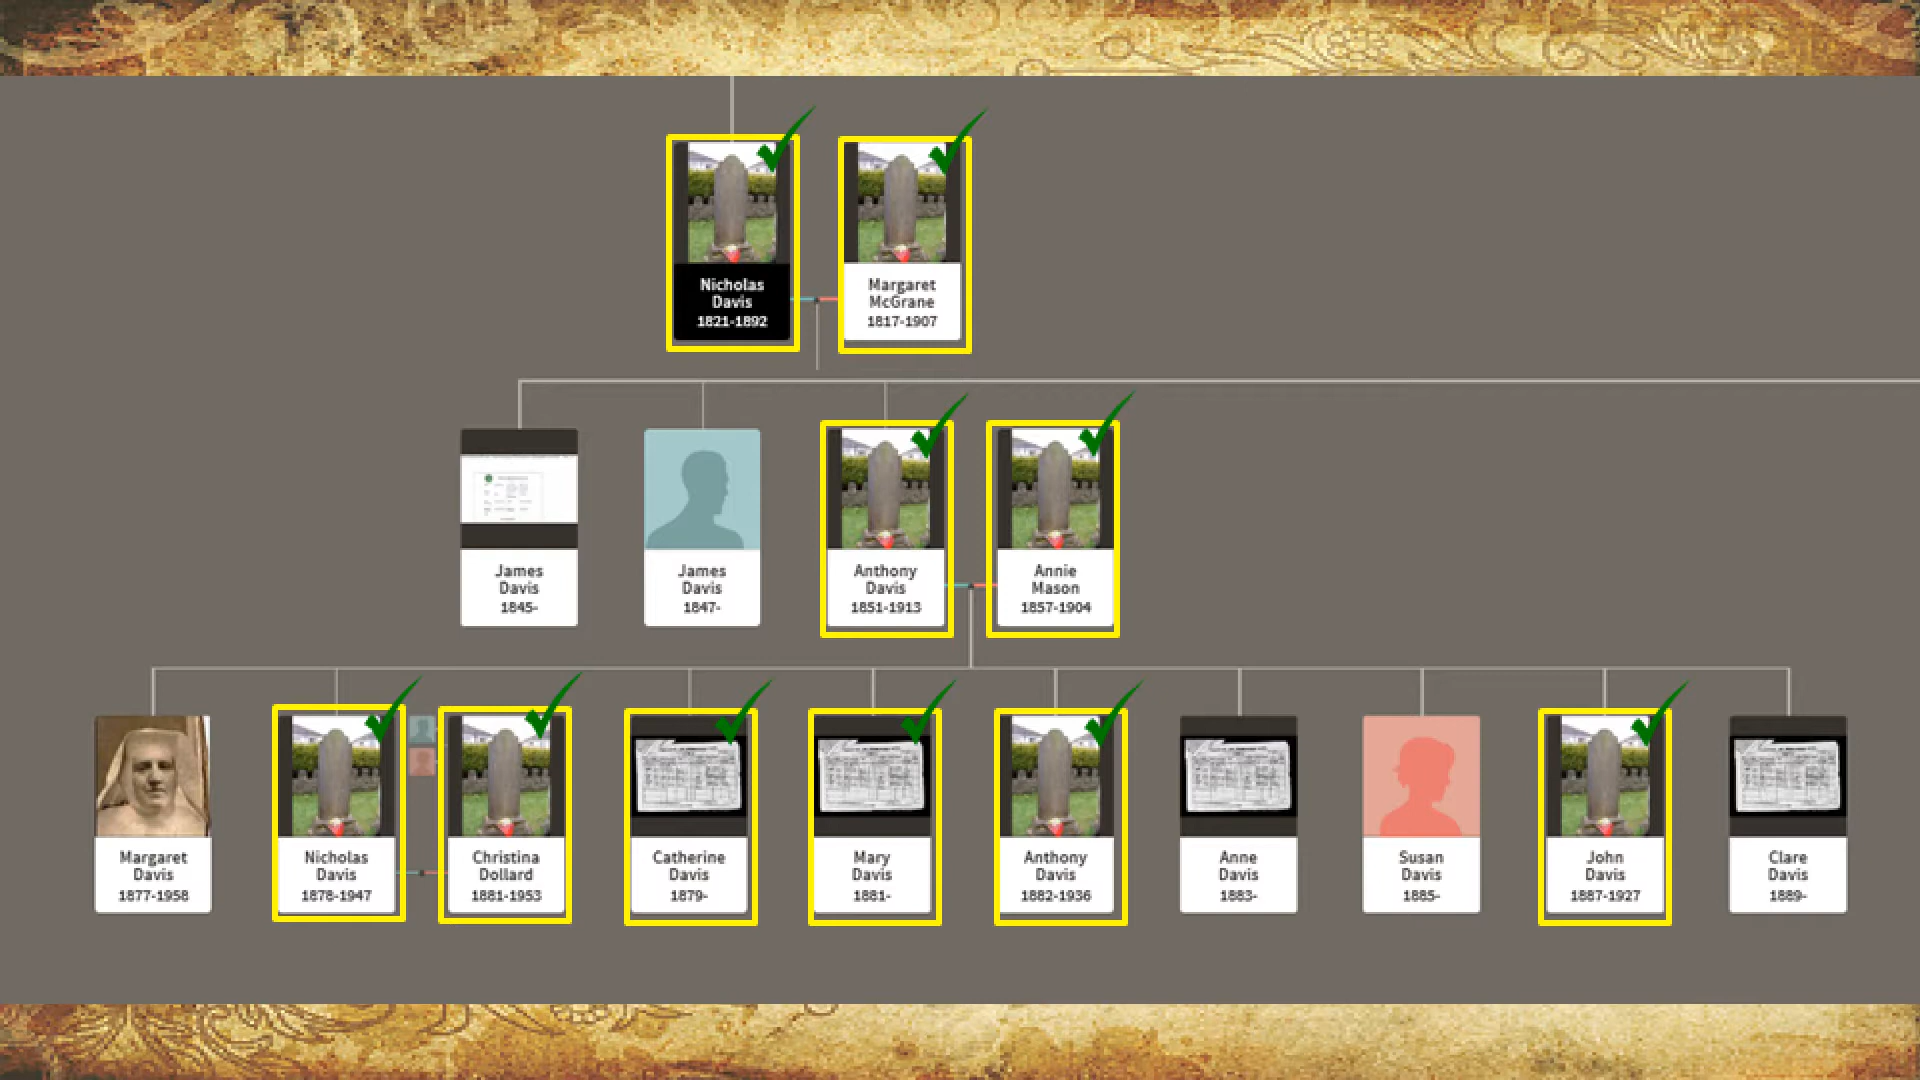 Nicholas
Davis
1821-1892
Margaret
McGrane
1817-1907
James
Davis
1845-
James
Davis
1847-
Anthony
Davis
1851-1913
Annie
Mason
1857-1904
Margaret
Davis
1877-1958
Nicholas
Davis
1878-1947
Christina
Dollard
1881-1953
Catherine
Davis
1879-
Mary
Davis
1881-
Anthony
Davis
1882-1936
Anne
Davis
1883-
Susan
Davis
1885-
John
Davis
1887-1927
Clare
Davis
1889-